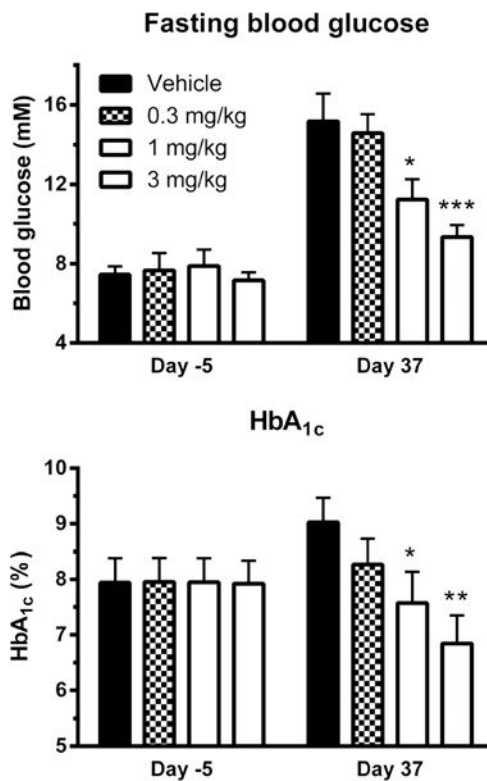 Fasting blood glucose
Blood glucose (mM)
16
12
8
4
Vehicle
0.3 mg/kg
1 mg/kg
3 mg/kg
*
***
Day -5
Day 37
HbA1c
HbA1c (%)
10
9
8
7
6
5
*
**
Day -5
Day 37